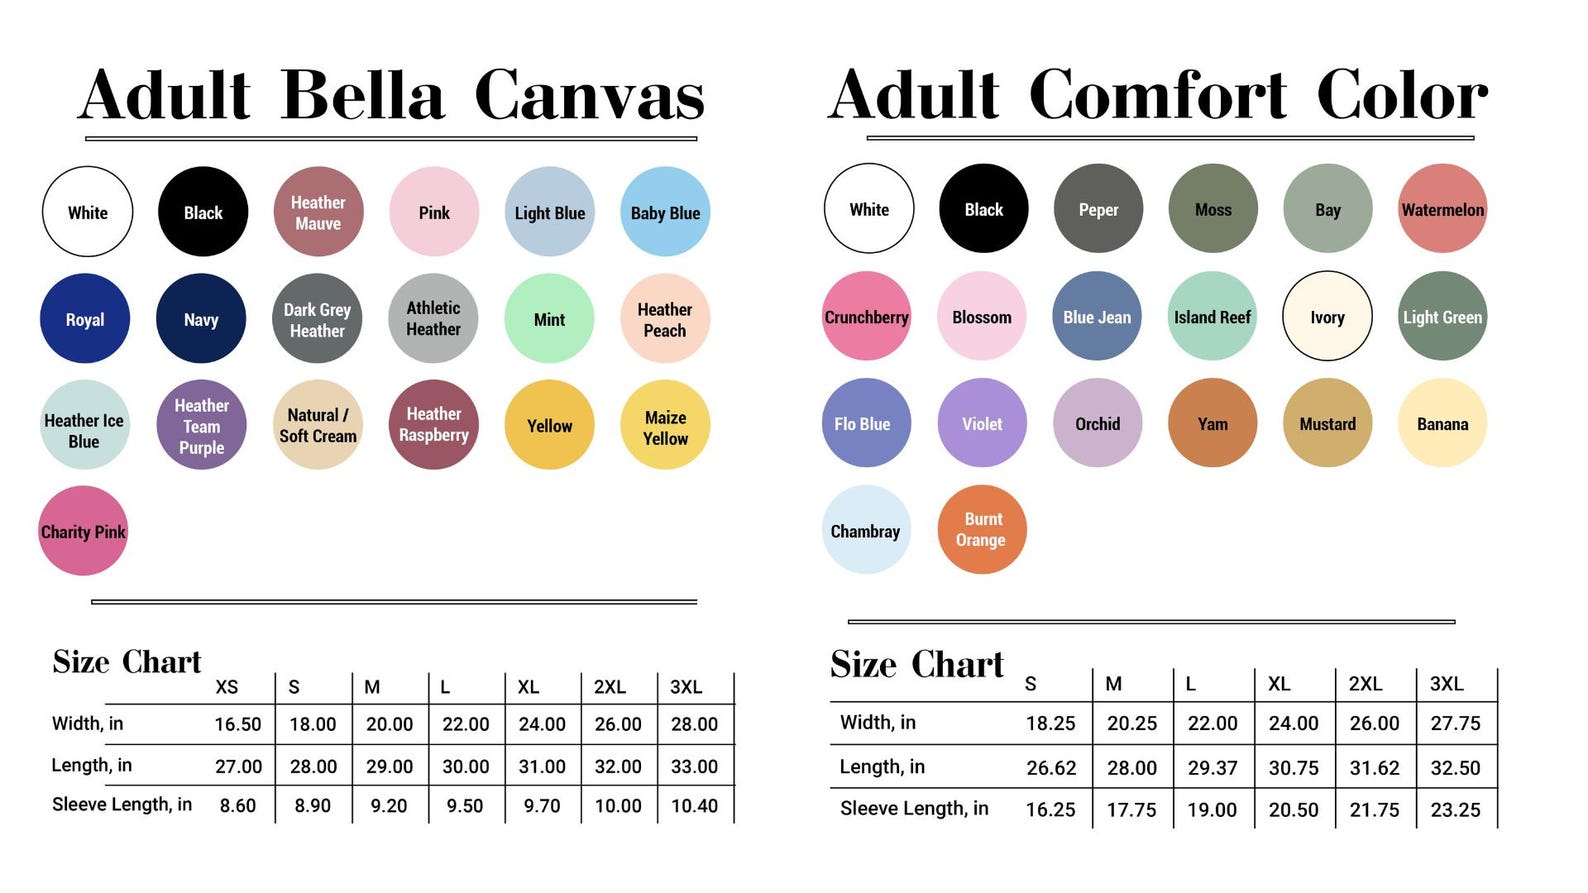 Adult Bella Canvas
White
Black
Heather
Mauve
Pink
Light Blue
Baby Blue
Royal
Navy
Dark Grey
Heather
Athletic
Heather
Mint
Heather
Peach
Heather Ice
Blue
Heather
Team
Purple
Natural /
Soft Cream
Heather
Raspberry
Yellow
Maize
Yellow
Charity Pink
Size Chart
XS S M L XL 2XL 3XL
Width, in 16.50 18.00 20.00 22.00 24.00 26.00 28.00
Length, in 27.00 28.00 29.00 30.00 31.00 32.00 33.00
Sleeve Length, in 8.60 8.90 9.20 9.50 9.70 10.00 10.40
Adult Comfort Color
White
Black
Peper
Moss
Bay
Watermelon
Crunchberry
Blossom
Blue Jean
Island Reef
Ivory
Light Green
Flo Blue
Violet
Orchid
Yam
Mustard
Banana
Chambray
Burnt
Orange
Size Chart
S M L XL 2XL 3XL
Width, in 18.25 20.25 22.00 24.00 26.00 27.75
Length, in 26.62 28.00 29.37 30.75 31.62 32.50
Sleeve Length, in 16.25 17.75 19.00 20.50 21.75 23.25